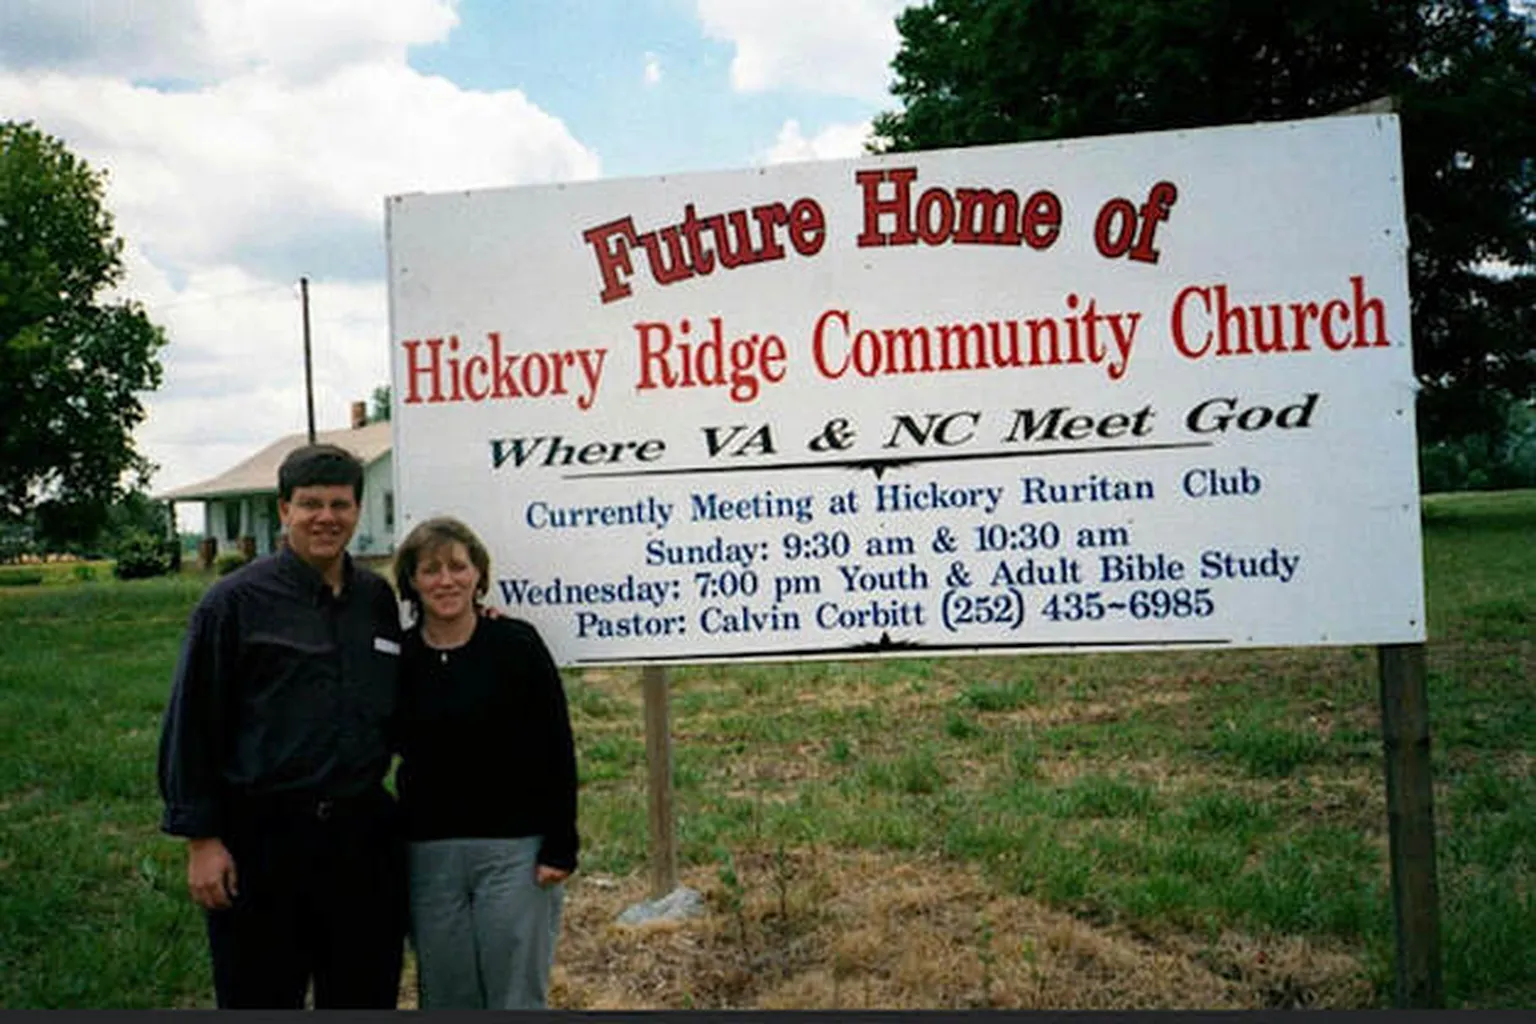 Future Home of
Hickory Ridge Community Church
Where VA & NC Meet God
Currently Meeting at Hickory Ruritan Club
Sunday: 9:30 am & 10:30 am
Wednesday: 7:00 pm Youth & Adult Bible Study
Pastor: Calvin Corbitt (252) 435~6985